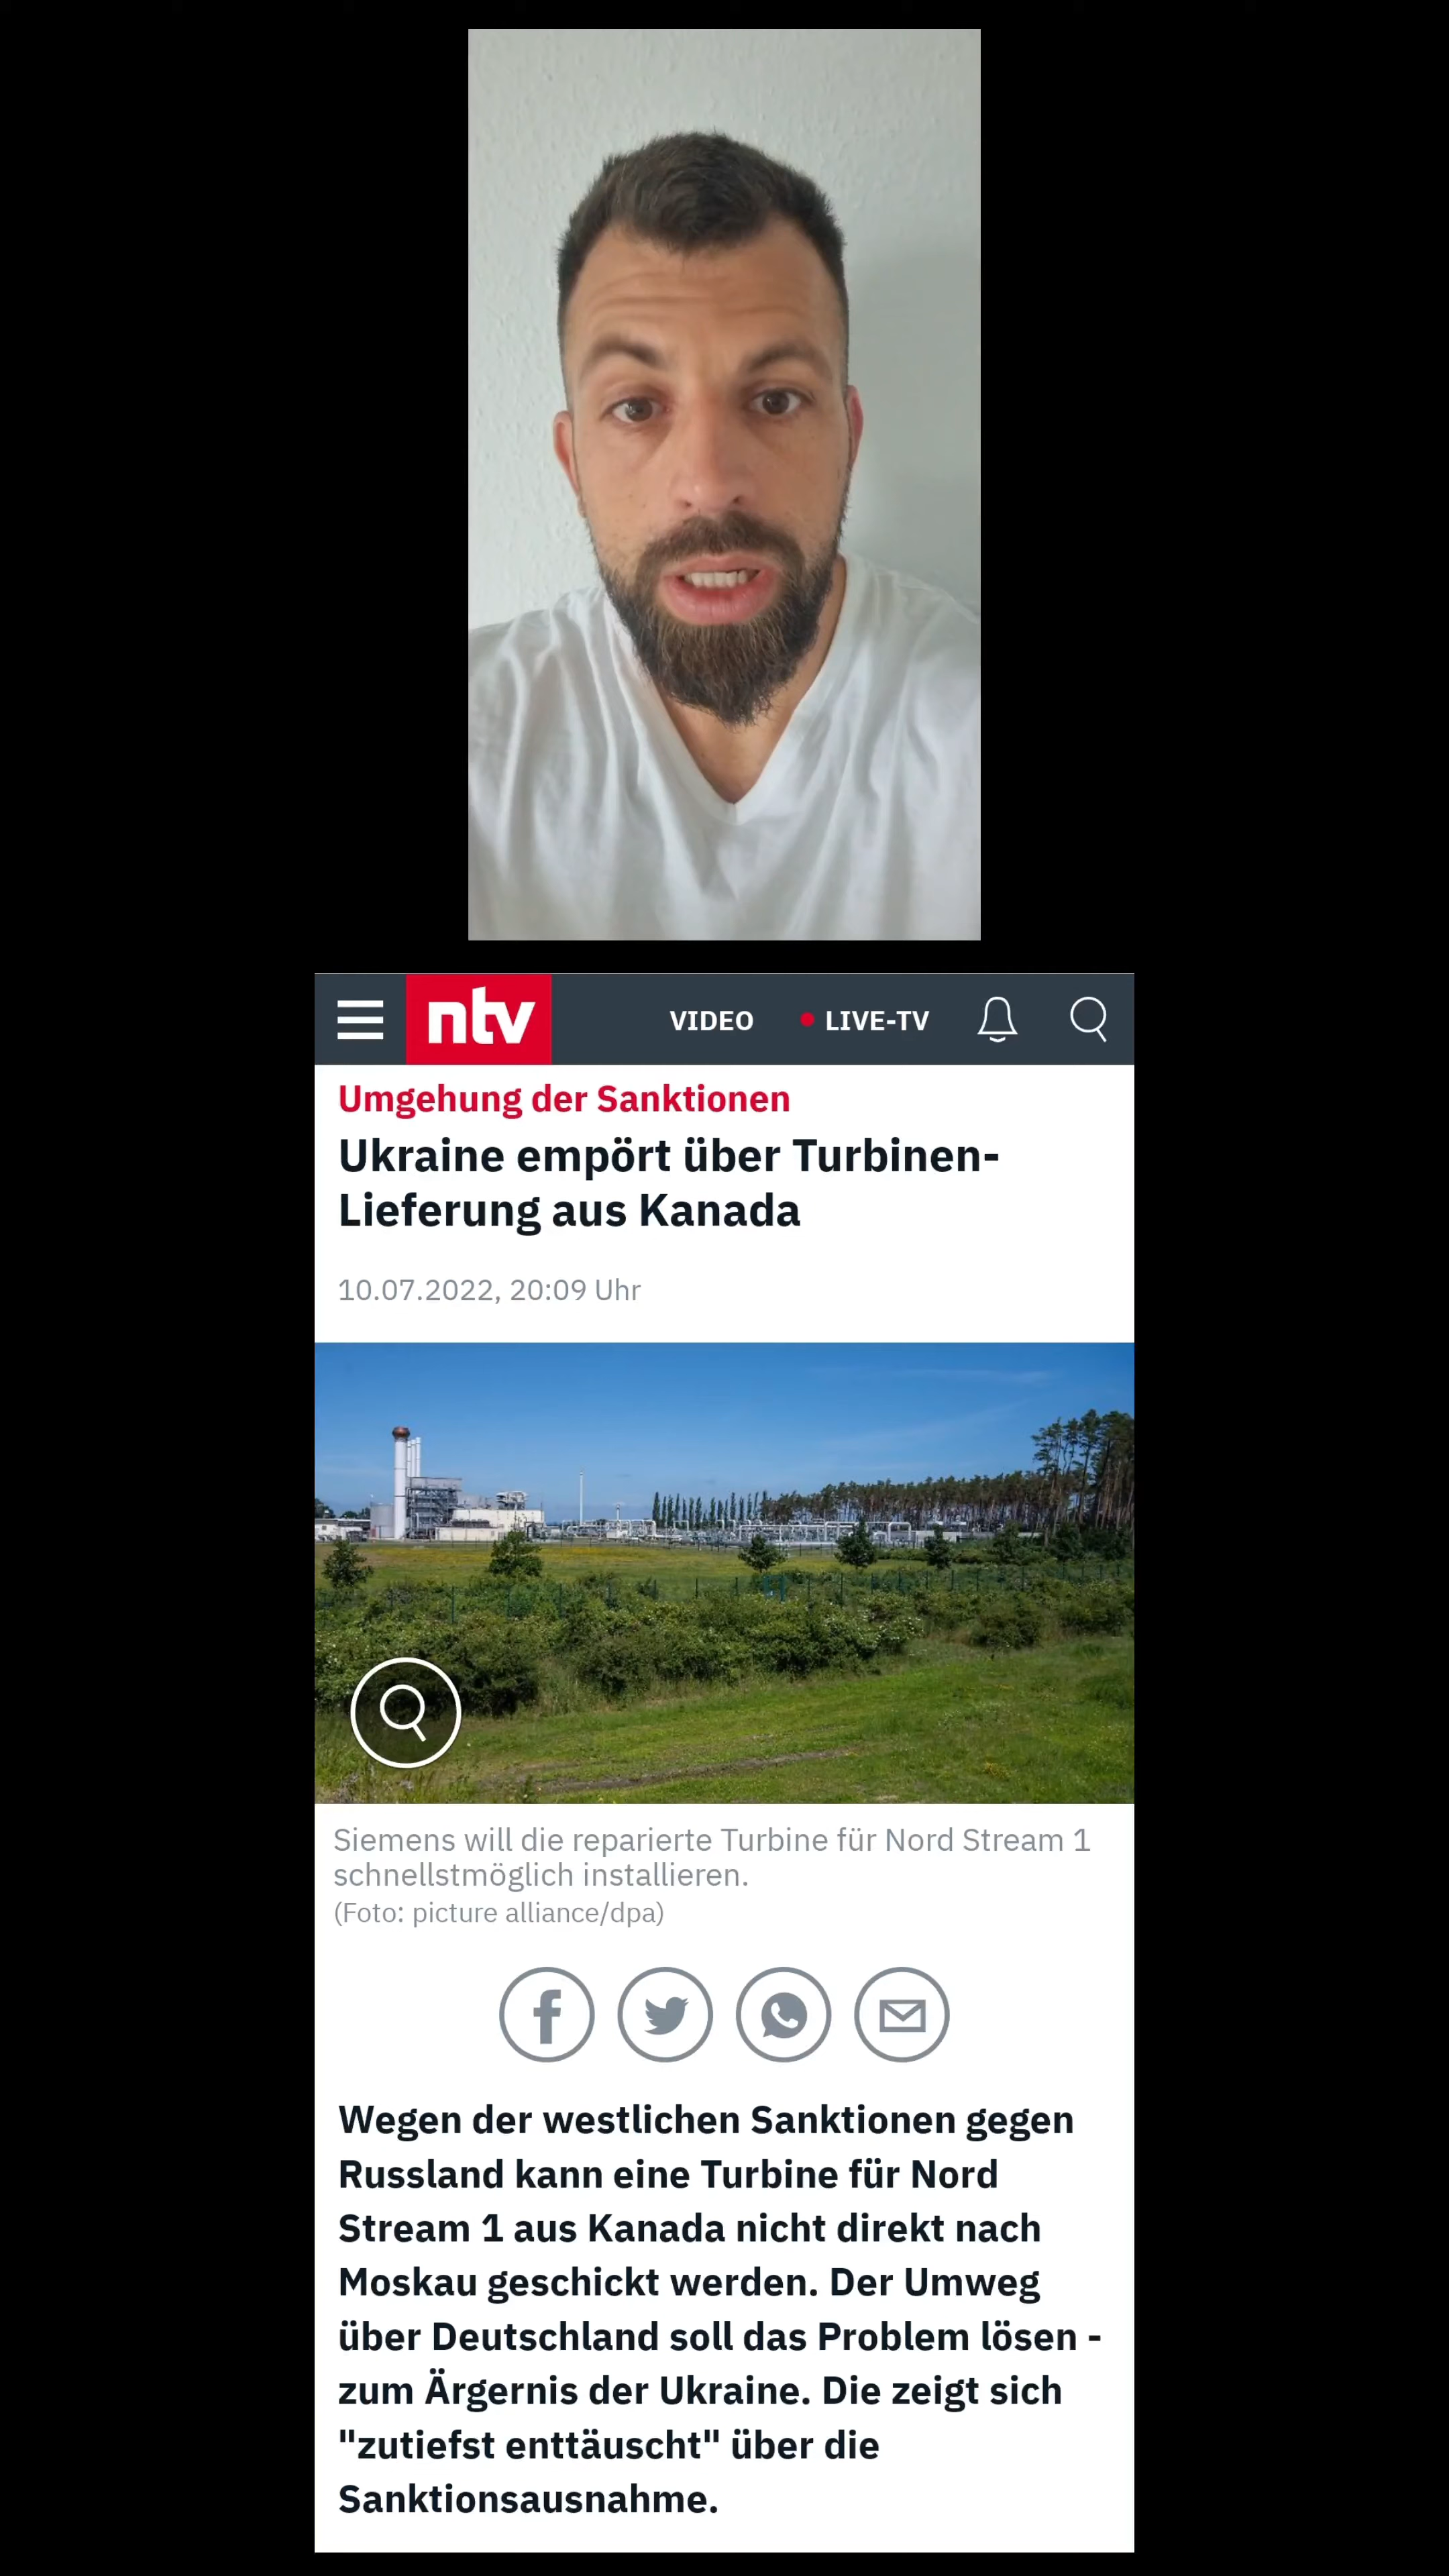 ntv
VIDEO
LIVE-TV
Umgehung der Sanktionen
Ukraine empört über Turbinen-
Lieferung aus Kanada
10.07.2022, 20:09 Uhr
Siemens will die reparierte Turbine für Nord Stream 1
schnellstmöglich installieren.
(Foto: picture alliance/dpa)
Wegen der westlichen Sanktionen gegen
Russland kann eine Turbine für Nord
Stream 1 aus Kanada nicht direkt nach
Moskau geschickt werden. Der Umweg
über Deutschland soll das Problem lösen -
zum Ärgernis der Ukraine. Die zeigt sich
"zutiefst enttäuscht" über die
Sanktionsausnahme.